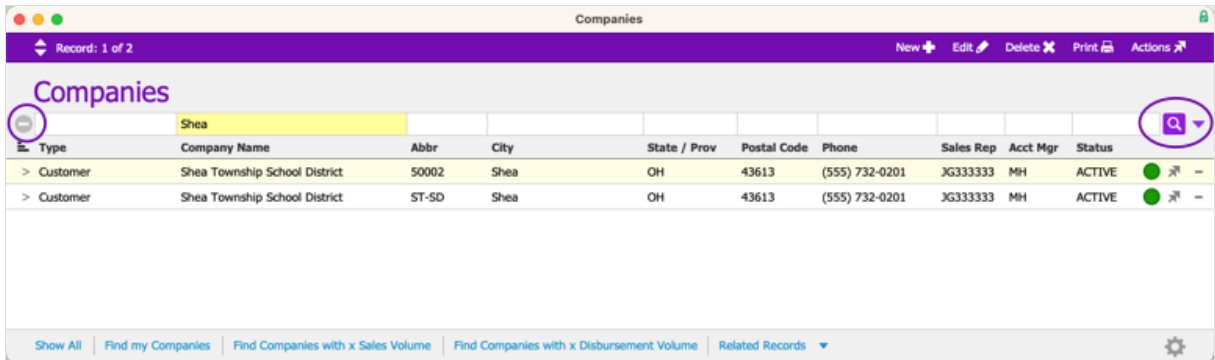 Companies
Record: 1 of 2 New Edit Delete Print Actions
Companies
Shea
Type Company Name Abbr City State / Prov Postal Code Phone Sales Rep Acct Mgr Status
> Customer Shea Township School District 50002 Shea OH 43613 (555) 732-0201 JG333333 MH ACTIVE
> Customer Shea Township School District ST-SD Shea OH 43613 (555) 732-0201 JG333333 MH ACTIVE
Show All Find my Companies Find Companies with x Sales Volume Find Companies with x Disbursement Volume Related Records